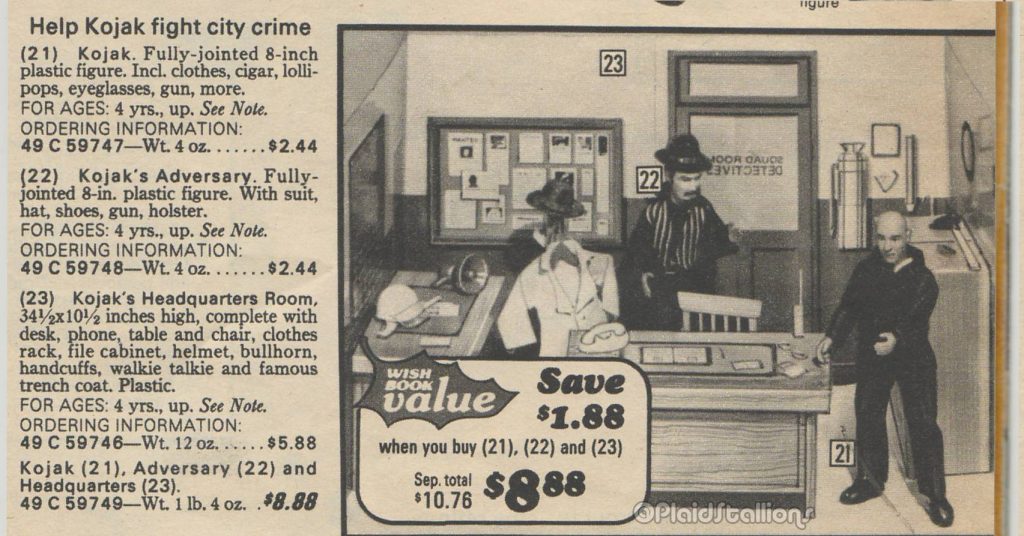 figure
Help Kojak fight city crime
(21) Kojak. Fully-jointed 8-inch
plastic figure. Incl. clothes, cigar, lolli-
pops, eyeglasses, gun, more.
FOR AGES: 4 yrs., up. See Note.
ORDERING INFORMATION:
49 C 59747—Wt. 4 oz. . . . . . . $2.44
(22) Kojak's Adversary. Fully-
jointed 8-in. plastic figure. With suit,
hat, shoes, gun, holster.
FOR AGES: 4 yrs., up. See Note.
ORDERING INFORMATION:
49 C 59748—Wt. 4 oz. . . . . . . $2.44
(23) Kojak's Headquarters Room,
34½x10½ inches high, complete with
desk, phone, table and chair, clothes
rack, file cabinet, helmet, bullhorn,
handcuffs, walkie talkie and famous
trench coat. Plastic.
FOR AGES: 4 yrs., up. See Note.
ORDERING INFORMATION:
49 C 59746—Wt. 12 oz. . . . . . $5.88
Kojak (21), Adversary (22) and
Headquarters (23).
49 C 59749—Wt. 1 lb. 4 oz. . $8.88
23
WANTED
SQUAD ROOM
DETECTIVES
22
21
WISH
BOOK
value
Save
$1.88
when you buy (21), (22) and (23)
Sep. total
$10.76
$8 88
©PlaidStallions